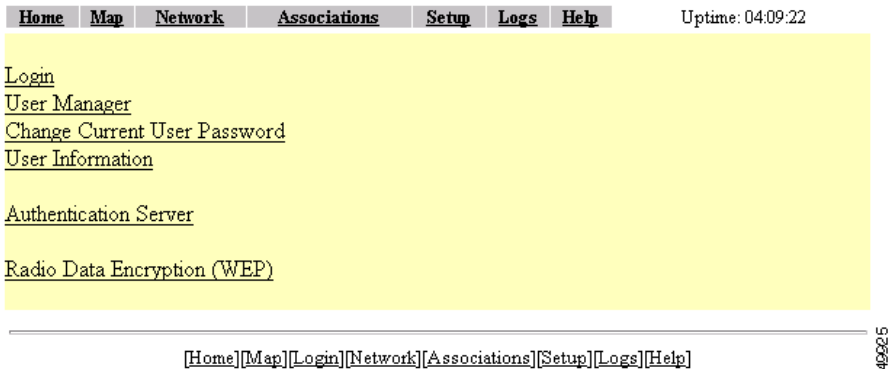 Home Map Network Associations Setup Logs Help Uptime: 04:09:22
Login
User Manager
Change Current User Password
User Information
Authentication Server
Radio Data Encryption (WEP)
[Home][Map][Login][Network][Associations][Setup][Logs][Help]
49925